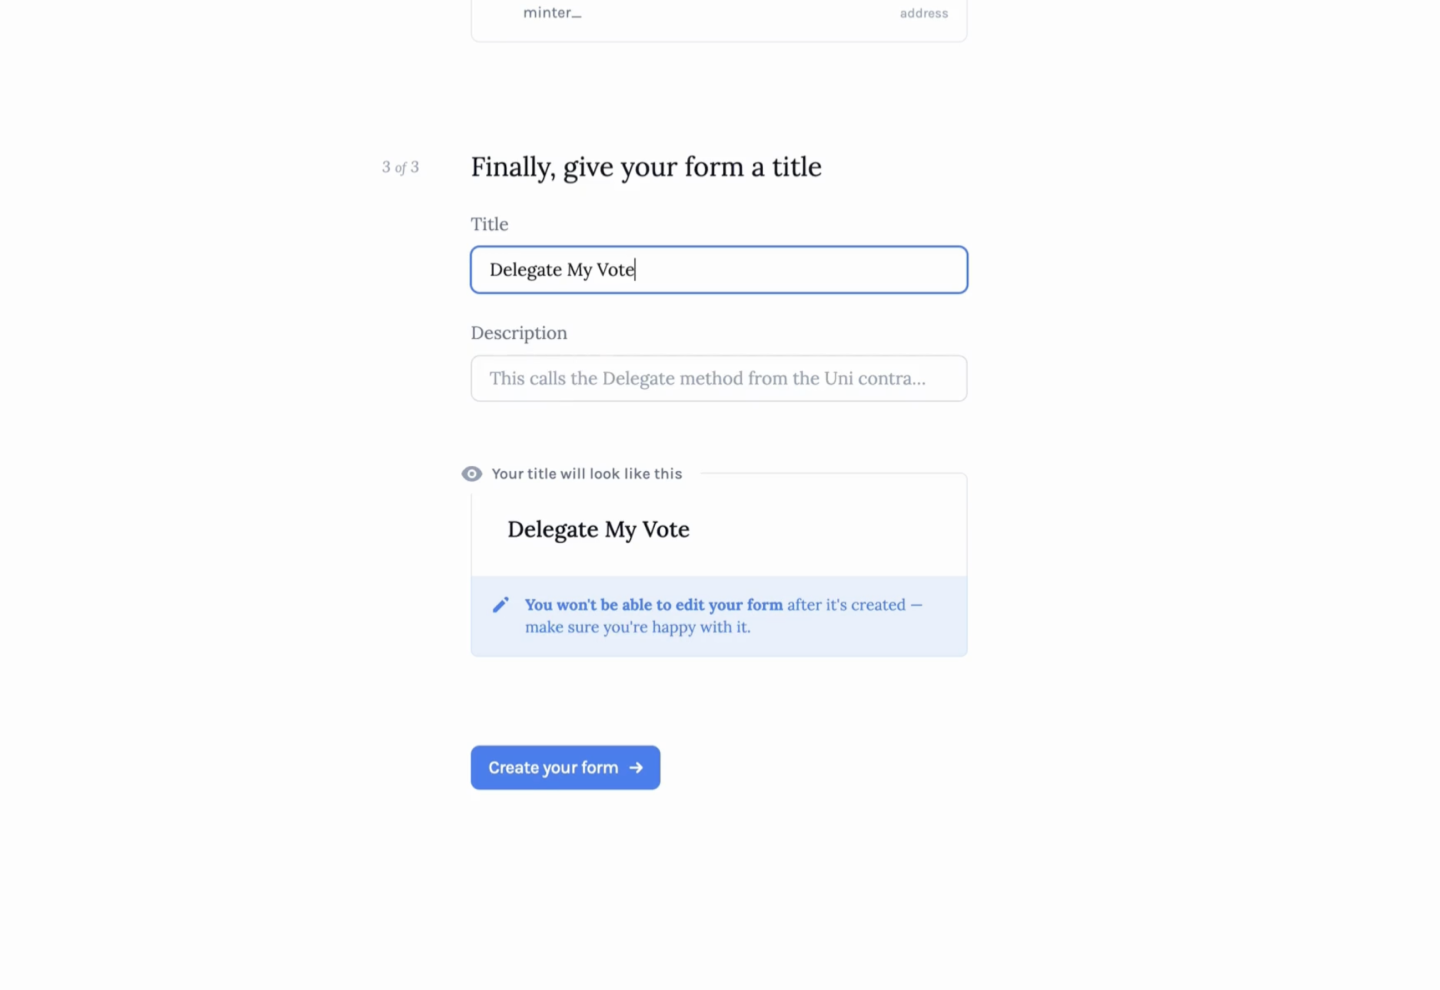 minter_ address
3 of 3 Finally, give your form a title
Title
Delegate My Vote
Description
This calls the Delegate method from the Uni contra...
Your title will look like this
Delegate My Vote
You won't be able to edit your form after it's created —
make sure you're happy with it.
Create your form →